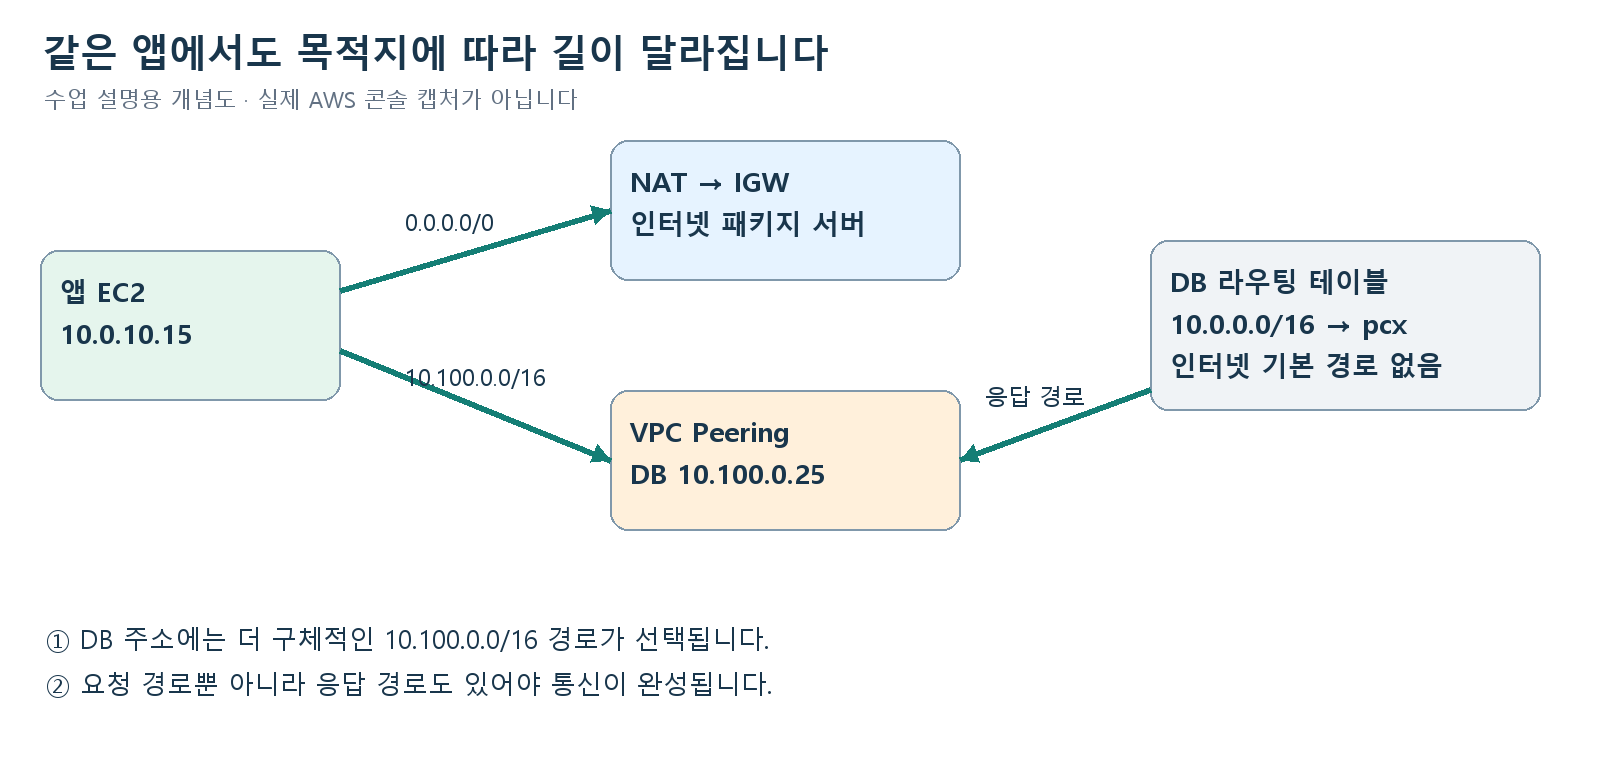 같은 앱에서도 목적지에 따라 길이 달라집니다
수업 설명용 개념도 · 실제 AWS 콘솔 캡처가 아닙니다
NAT → IGW
인터넷 패키지 서버
0.0.0.0/0
앱 EC2
10.0.10.15
DB 라우팅 테이블
10.0.0.0/16 → pcx
인터넷 기본 경로 없음
10.100.0.0/16
응답 경로
VPC Peering
DB 10.100.0.25
① DB 주소에는 더 구체적인 10.100.0.0/16 경로가 선택됩니다.
② 요청 경로뿐 아니라 응답 경로도 있어야 통신이 완성됩니다.